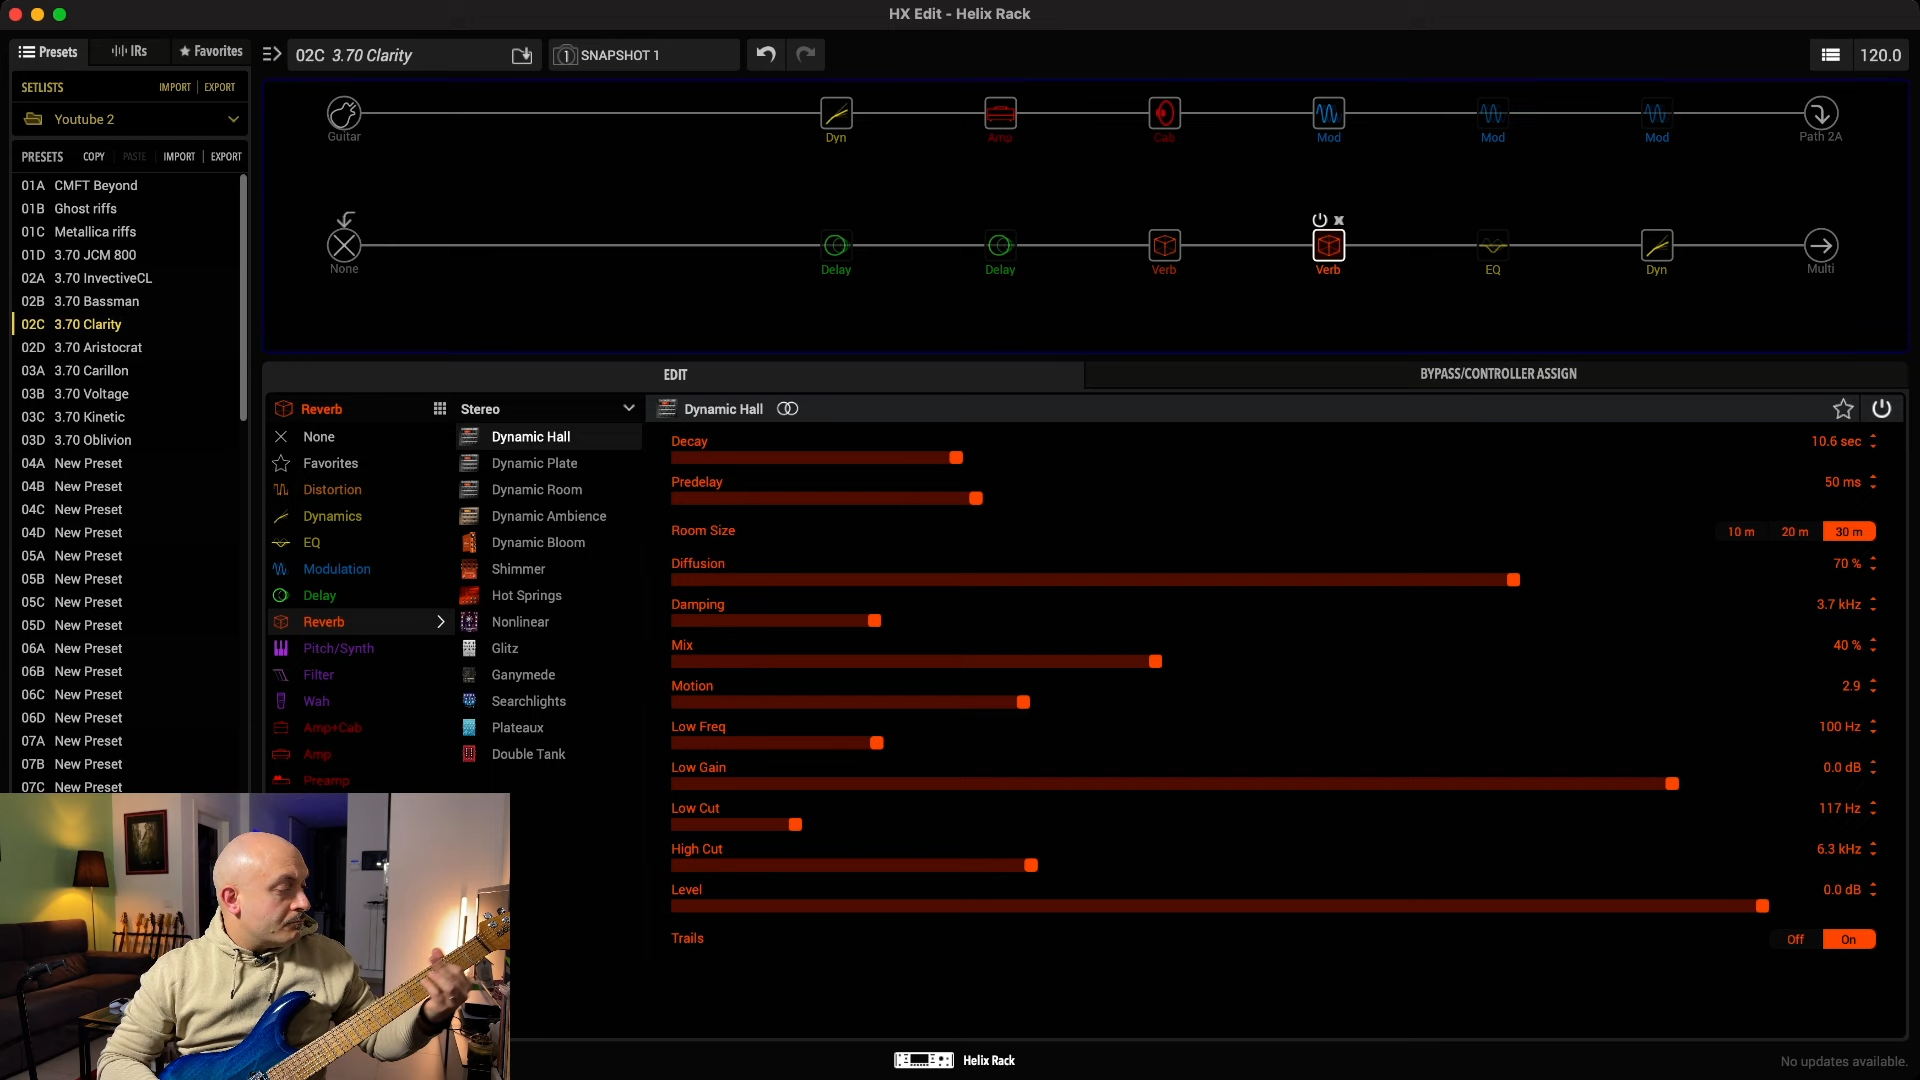 HX Edit - Helix Rack
Presets
IRs
Favorites
02C 3.70 Clarity
1 SNAPSHOT 1
120.0
SETLISTS
IMPORT | EXPORT
Youtube 2
PRESETS
COPY
PASTE
IMPORT | EXPORT
01A CMFT Beyond
01B Ghost riffs
01C Metallica riffs
01D 3.70 JCM 800
02A 3.70 InvectiveCL
02B 3.70 Bassman
02C 3.70 Clarity
02D 3.70 Aristocrat
03A 3.70 Carillon
03B 3.70 Voltage
03C 3.70 Kinetic
03D 3.70 Oblivion
04A New Preset
04B New Preset
04C New Preset
04D New Preset
05A New Preset
05B New Preset
05C New Preset
05D New Preset
06A New Preset
06B New Preset
06C New Preset
06D New Preset
07A New Preset
07B New Preset
07C New Preset
Guitar
Dyn
Amp
Cab
Mod
Mod
Mod
Path 2A
None
Delay
Delay
Verb
Verb
EQ
Dyn
Multi
EDIT
BYPASS/CONTROLLER ASSIGN
Reverb
None
Favorites
Distortion
Dynamics
EQ
Modulation
Delay
Reverb
Pitch/Synth
Filter
Wah
Amp+Cab
Amp
Preamp
Stereo
Dynamic Hall
Dynamic Plate
Dynamic Room
Dynamic Ambience
Dynamic Bloom
Shimmer
Hot Springs
Nonlinear
Glitz
Ganymede
Searchlights
Plateaux
Double Tank
Dynamic Hall
Decay 10.6 sec
Predelay 50 ms
Room Size 10 m 20 m 30 m
Diffusion 70 %
Damping 3.7 kHz
Mix 40 %
Motion 2.9
Low Freq 100 Hz
Low Gain 0.0 dB
Low Cut 117 Hz
High Cut 6.3 kHz
Level 0.0 dB
Trails Off On
Helix Rack
No updates available.